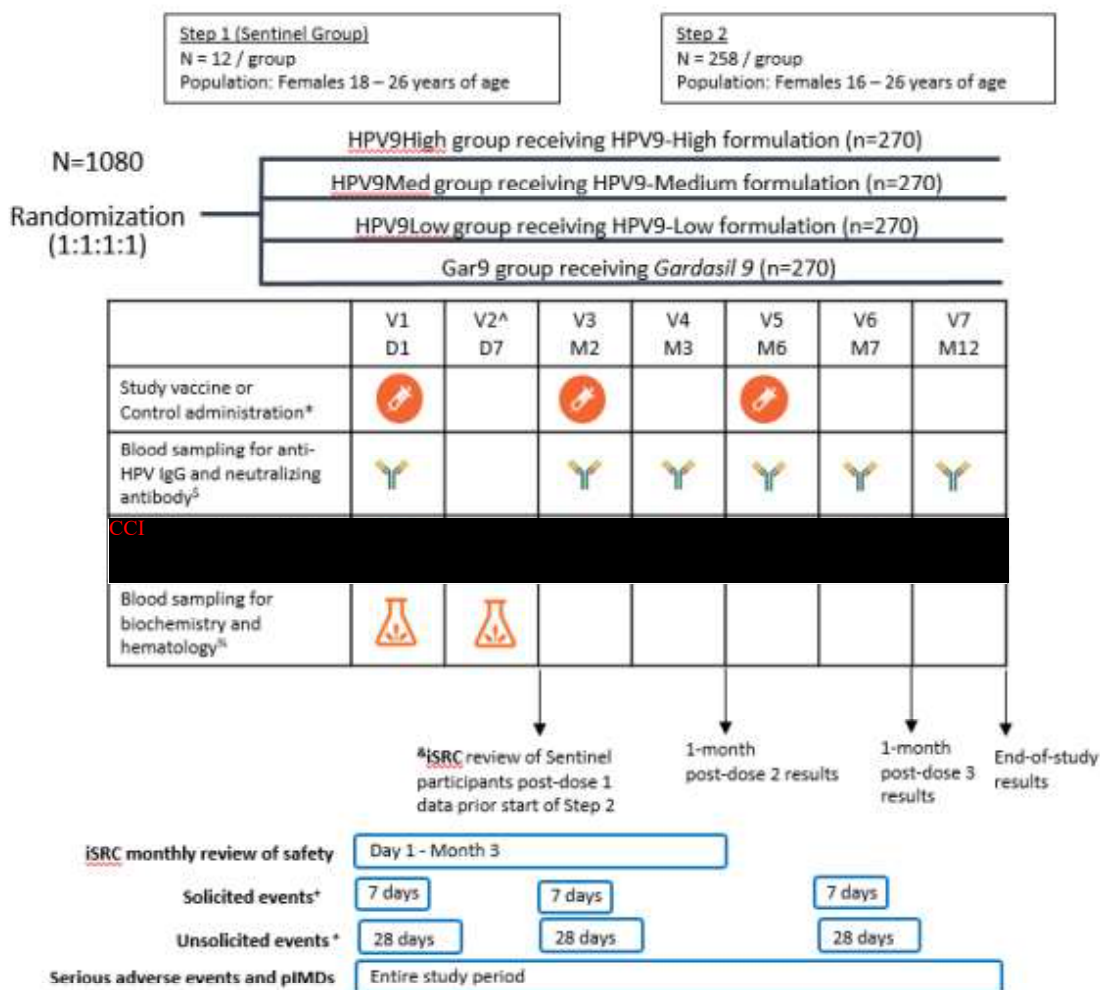 Step 1 (Sentinel Group)
N = 12 / group
Population: Females 18 – 26 years of age
Step 2
N = 258 / group
Population: Females 16 – 26 years of age
N=1080
Randomization
(1:1:1:1)
HPV9High group receiving HPV9-High formulation (n=270)
HPV9Med group receiving HPV9-Medium formulation (n=270)
HPV9Low group receiving HPV9-Low formulation (n=270)
Gar9 group receiving Gardasil 9 (n=270)
V1 V2^ V3 V4 V5 V6 V7
D1 D7 M2 M3 M6 M7 M12
Study vaccine or
Control administration*
Blood sampling for anti-
HPV IgG and neutralizing
antibody$
CCI
Blood sampling for
biochemistry and
hematology%
&iSRC review of Sentinel
participants post-dose 1
data prior start of Step 2
1-month
post-dose 2 results
1-month
post-dose 3
results
End-of-study
results
iSRC monthly review of safety Day 1 - Month 3
Solicited events+ 7 days 7 days 7 days
Unsolicited events* 28 days 28 days 28 days
Serious adverse events and pIMDs Entire study period